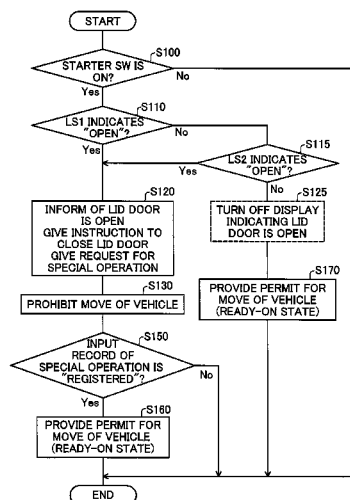 START
S100
STARTER SW IS
ON?
No
Yes
S110
LS1 INDICATES
"OPEN"?
No
Yes
S115
LS2 INDICATES
"OPEN"?
Yes
No
S120
INFORM OF LID DOOR
IS OPEN
GIVE INSTRUCTION TO
CLOSE LID DOOR
GIVE REQUEST FOR
SPECIAL OPERATION
S125
TURN OFF DISPLAY
INDICATING LID
DOOR IS OPEN
S130
PROHIBIT MOVE OF VEHICLE
S170
PROVIDE PERMIT FOR
MOVE OF VEHICLE
(READY-ON STATE)
S150
INPUT
RECORD OF
SPECIAL OPERATION IS
"REGISTERED"?
No
Yes
S160
PROVIDE PERMIT FOR
MOVE OF VEHICLE
(READY-ON STATE)
END